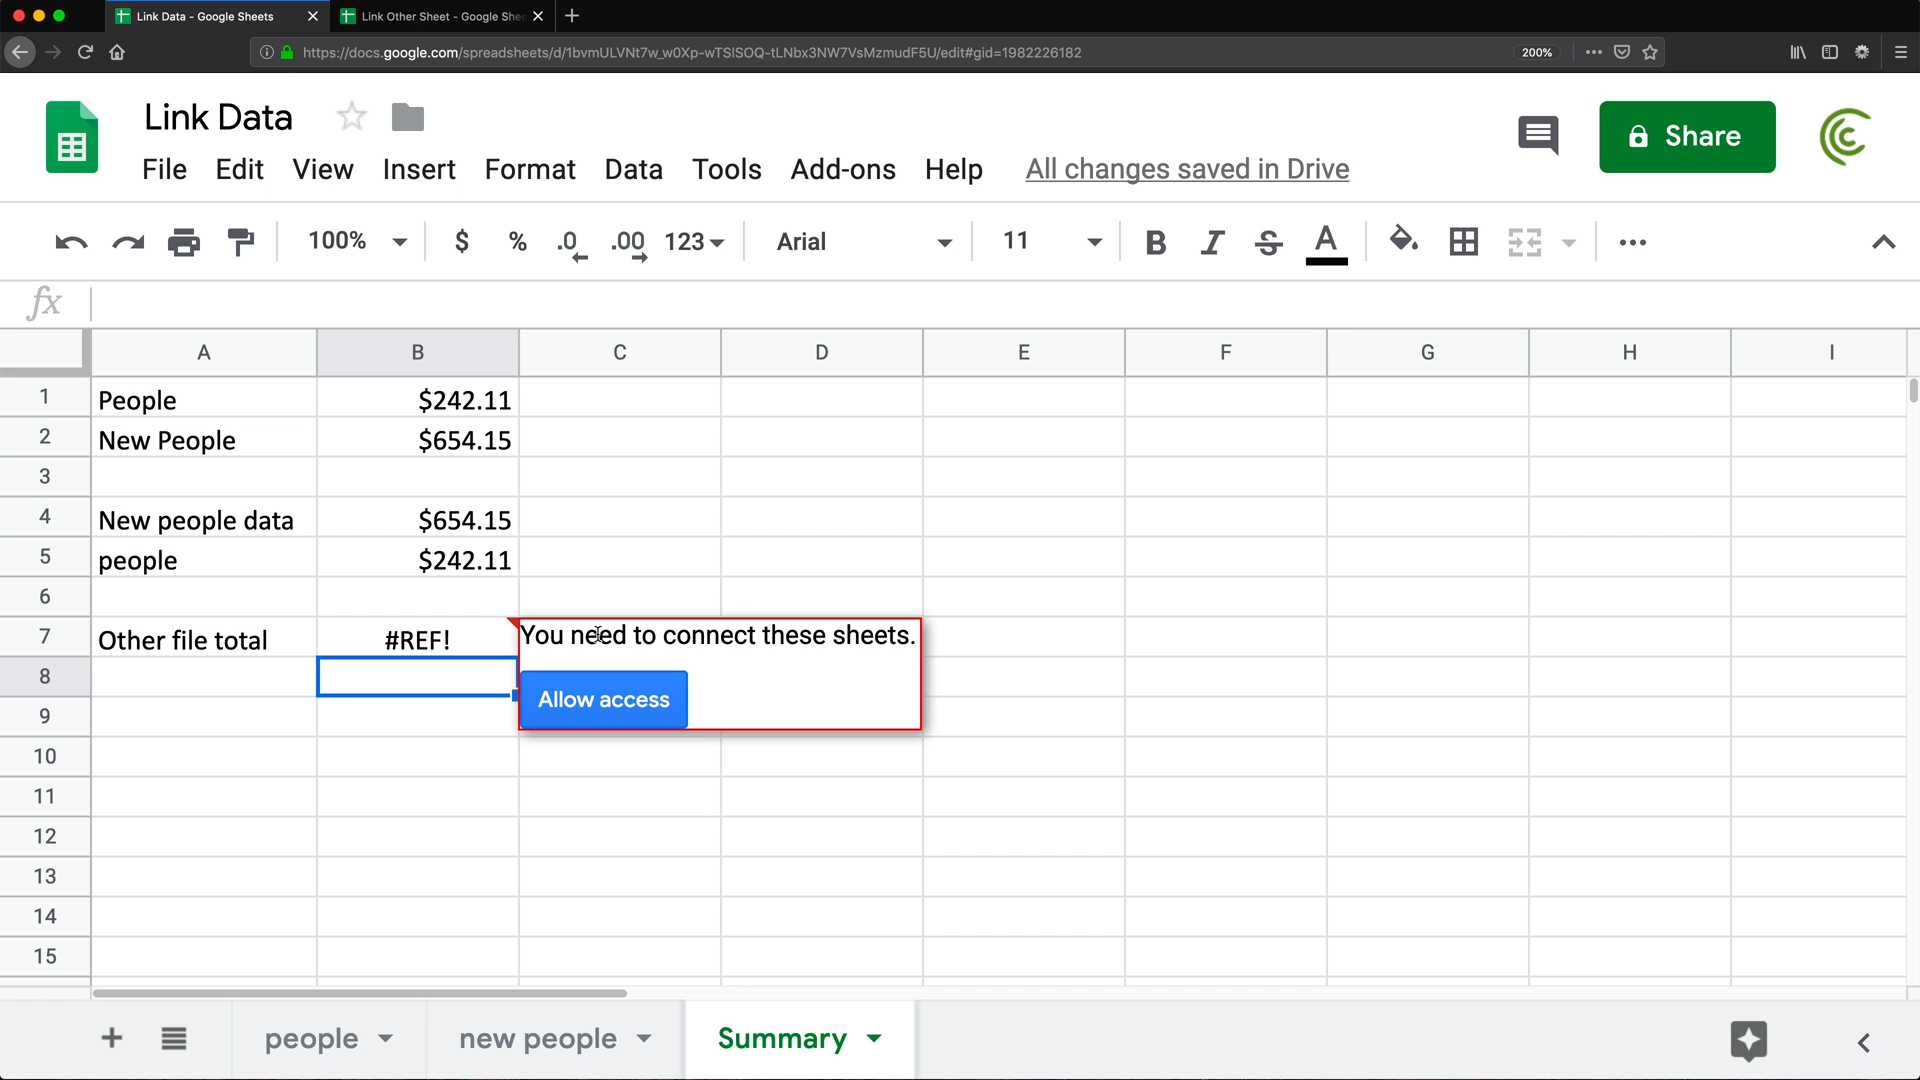 Link Data - Google Sheets
Link Other Sheet - Google She
https://docs.google.com/spreadsheets/d/1bvmULVNt7w_w0Xp-wTSlSOQ-tLNbx3NW7VsMzmudF5U/edit#gid=1982226182
200%
Link Data
Share
File Edit View Insert Format Data Tools Add-ons Help All changes saved in Drive
100% $ % .0 .00 123 Arial 11 B I S A
fx
A B C D E F G H I
1 People $242.11
2 New People $654.15
3
4 New people data $654.15
5 people $242.11
6
7 Other file total #REF! You need to connect these sheets.
8 Allow access
9
10
11
12
13
14
15
people new people Summary